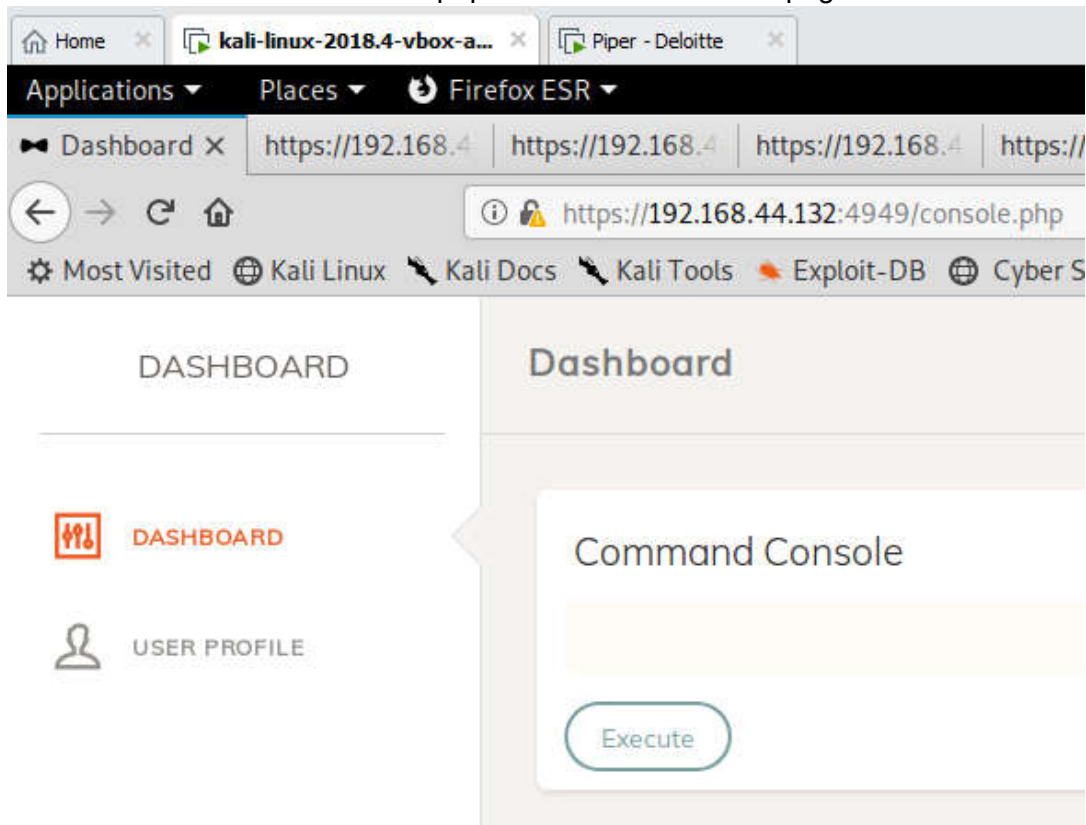 Home kali-linux-2018.4-vbox-a... Piper - Deloitte
Applications Places Firefox ESR
Dashboard https://192.168.4 https://192.168.4 https://192.168.4 https://
https://192.168.44.132:4949/console.php
Most Visited Kali Linux Kali Docs Kali Tools Exploit-DB Cyber S
DASHBOARD Dashboard
DASHBOARD
Command Console
USER PROFILE
Execute